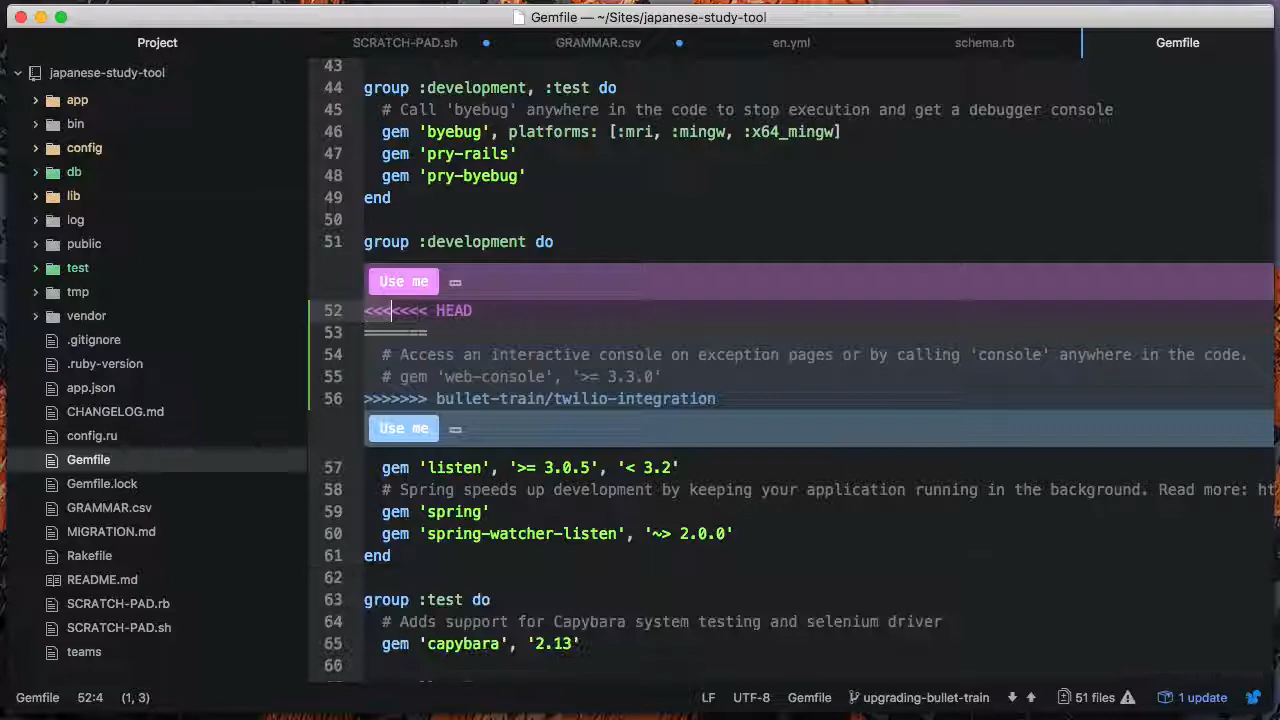 Gemfile — ~/Sites/japanese-study-tool
Project
SCRATCH-PAD.sh
GRAMMAR.csv
en.yml
schema.rb
Gemfile
japanese-study-tool
app
bin
config
db
lib
log
public
test
tmp
vendor
.gitignore
.ruby-version
app.json
CHANGELOG.md
config.ru
Gemfile
Gemfile.lock
GRAMMAR.csv
MIGRATION.md
Rakefile
README.md
SCRATCH-PAD.rb
SCRATCH-PAD.sh
teams
43
44 group :development, :test do
45 # Call 'byebug' anywhere in the code to stop execution and get a debugger console
46 gem 'byebug', platforms: [:mri, :mingw, :x64_mingw]
47 gem 'pry-rails'
48 gem 'pry-byebug'
49 end
50
51 group :development do
Use me
52 <<<<<<< HEAD
53 =======
54 # Access an interactive console on exception pages or by calling 'console' anywhere in the code.
55 # gem 'web-console', '>= 3.3.0'
56 >>>>>>> bullet-train/twilio-integration
Use me
57 gem 'listen', '>= 3.0.5', '< 3.2'
58 # Spring speeds up development by keeping your application running in the background. Read more: ht
59 gem 'spring'
60 gem 'spring-watcher-listen', '~> 2.0.0'
61 end
62
63 group :test do
64 # Adds support for Capybara system testing and selenium driver
65 gem 'capybara', '2.13'
66
Gemfile 52:4 (1, 3) LF UTF-8 Gemfile upgrading-bullet-train 51 files 1 update